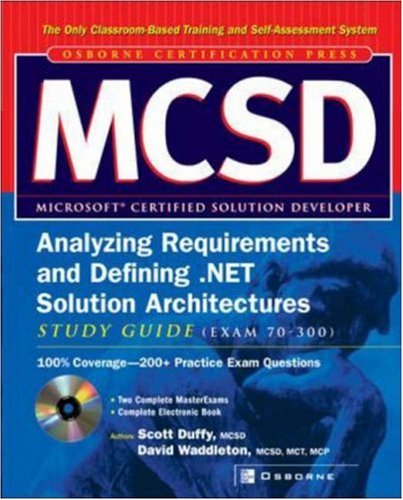 The Only Classroom-Based Training and Self-Assessment System
OSBORNE CERTIFICATION PRESS
MCSD
MICROSOFT® CERTIFIED SOLUTION DEVELOPER
Analyzing Requirements
and Defining .NET
Solution Architectures
STUDY GUIDE (EXAM 70-300)
100% Coverage—200+ Practice Exam Questions
• Two Complete MasterExams
• Complete Electronic Book
Authors: Scott Duffy, MCSD
David Waddleton, MCSD, MCT, MCP
OSBORNE